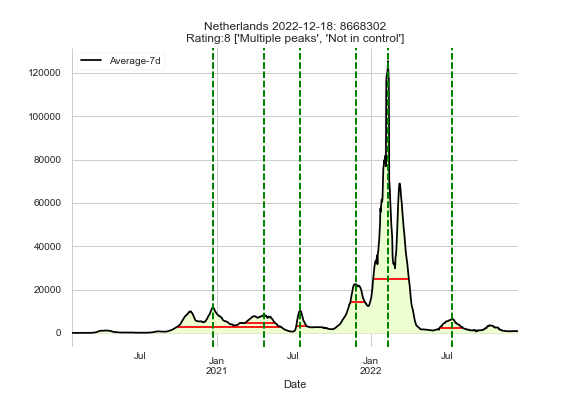 Netherlands 2022-12-18: 8668302
Rating:8 ['Multiple peaks', 'Not in control']
Average-7d
120000
100000
80000
60000
40000
20000
0
Jul
Jan
2021
Jul
Jan
2022
Jul
Date